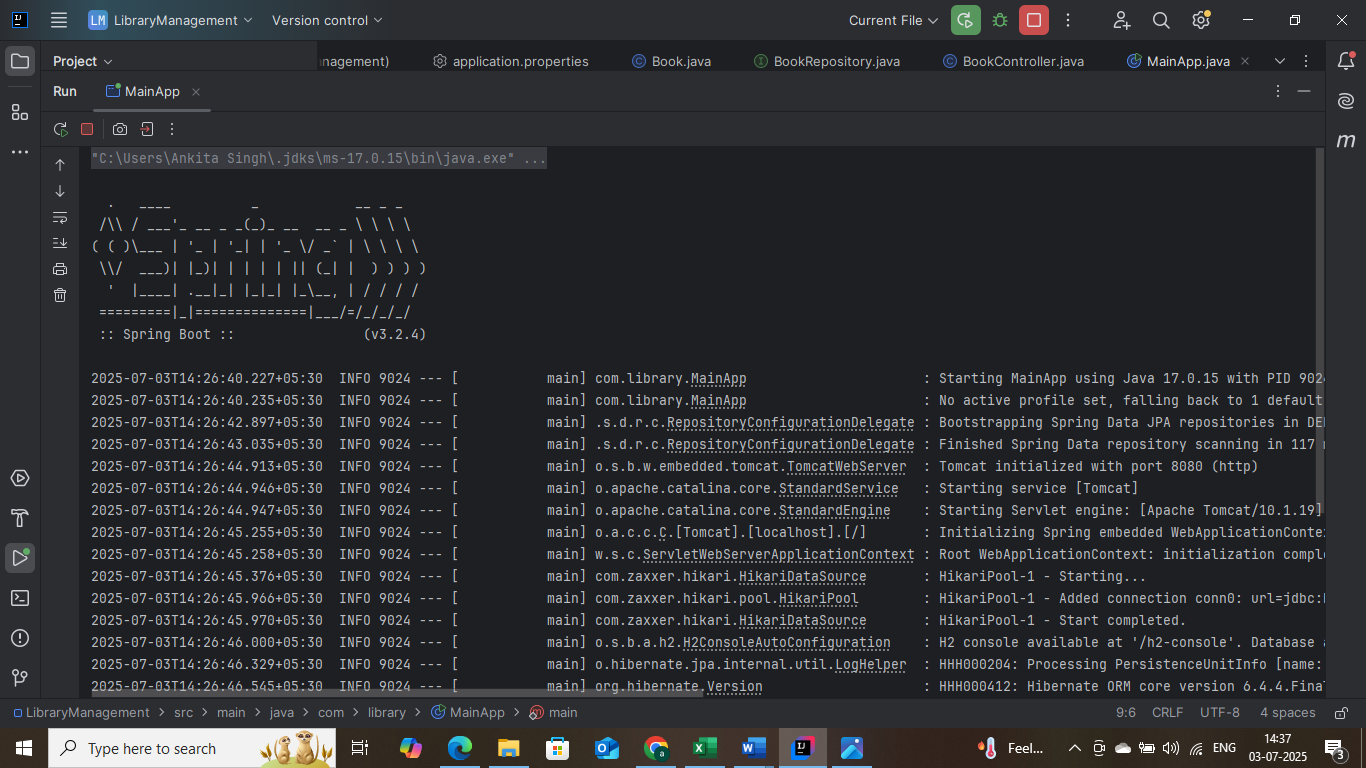 LM LibraryManagement Version control Current File
Project nagement) application.properties Book.java BookRepository.java BookController.java MainApp.java
Run MainApp
"C:\Users\Ankita Singh\.jdks\ms-17.0.15\bin\java.exe" ...
  .   ____          _            __ _ _
 /\\ / ___'_ __ _ _(_)_ __  __ _ \ \ \ \
( ( )\___ | '_ | '_| | '_ \/ _` | \ \ \ \
 \\/  ___)| |_)| | | | | || (_| |  ) ) ) )
  '  |____| .__|_| |_|_| |_\__, | / / / /
 =========|_|==============|___/=/_/_/_/
 :: Spring Boot ::                (v3.2.4)
2025-07-03T14:26:40.227+05:30  INFO 9024 --- [           main] com.library.MainApp                      : Starting MainApp using Java 17.0.15 with PID 902
2025-07-03T14:26:40.235+05:30  INFO 9024 --- [           main] com.library.MainApp                      : No active profile set, falling back to 1 default
2025-07-03T14:26:42.897+05:30  INFO 9024 --- [           main] .s.d.r.c.RepositoryConfigurationDelegate : Bootstrapping Spring Data JPA repositories in DE
2025-07-03T14:26:43.035+05:30  INFO 9024 --- [           main] .s.d.r.c.RepositoryConfigurationDelegate : Finished Spring Data repository scanning in 117
2025-07-03T14:26:44.913+05:30  INFO 9024 --- [           main] o.s.b.w.embedded.tomcat.TomcatWebServer  : Tomcat initialized with port 8080 (http)
2025-07-03T14:26:44.946+05:30  INFO 9024 --- [           main] o.apache.catalina.core.StandardService   : Starting service [Tomcat]
2025-07-03T14:26:44.947+05:30  INFO 9024 --- [           main] o.apache.catalina.core.StandardEngine    : Starting Servlet engine: [Apache Tomcat/10.1.19]
2025-07-03T14:26:45.255+05:30  INFO 9024 --- [           main] o.a.c.c.C.[Tomcat].[localhost].[/]       : Initializing Spring embedded WebApplicationConte
2025-07-03T14:26:45.258+05:30  INFO 9024 --- [           main] w.s.c.ServletWebServerApplicationContext : Root WebApplicationContext: initialization compl
2025-07-03T14:26:45.376+05:30  INFO 9024 --- [           main] com.zaxxer.hikari.HikariDataSource       : HikariPool-1 - Starting...
2025-07-03T14:26:45.966+05:30  INFO 9024 --- [           main] com.zaxxer.hikari.pool.HikariPool        : HikariPool-1 - Added connection conn0: url=jdbc:
2025-07-03T14:26:45.970+05:30  INFO 9024 --- [           main] com.zaxxer.hikari.HikariDataSource       : HikariPool-1 - Start completed.
2025-07-03T14:26:46.000+05:30  INFO 9024 --- [           main] o.s.b.a.h2.H2ConsoleAutoConfiguration    : H2 console available at '/h2-console'. Database
2025-07-03T14:26:46.329+05:30  INFO 9024 --- [           main] o.hibernate.jpa.internal.util.LogHelper  : HHH000204: Processing PersistenceUnitInfo [name:
2025-07-03T14:26:46.545+05:30  INFO 9024 --- [           main] org.hibernate.Version                    : HHH000412: Hibernate ORM core version 6.4.4.Fina
LibraryManagement > src > main > java > com > library > MainApp > main 9:6 CRLF UTF-8 4 spaces
Type here to search Feel... ENG 14:37
03-07-2025 3